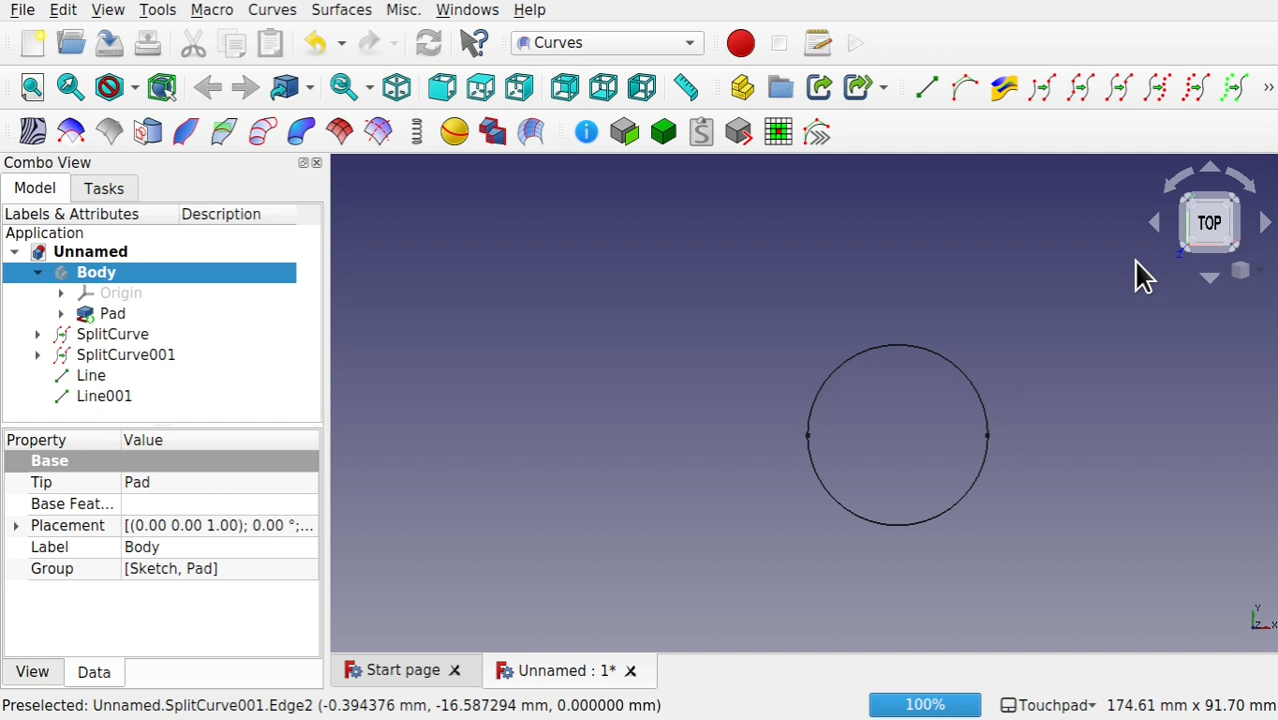 File Edit View Tools Macro Curves Surfaces Misc. Windows Help
Curves
Combo View
Model Tasks
Labels & Attributes Description
Application
Unnamed
Body
Origin
Pad
SplitCurve
SplitCurve001
Line
Line001
Property Value
Base
Tip Pad
Base Feat...
Placement [(0.00 0.00 1.00); 0.00 °;...
Label Body
Group [Sketch, Pad]
View Data
TOP
Z
Y
Z X
Start page Unnamed : 1*
Preselected: Unnamed.SplitCurve001.Edge2 (-0.394376 mm, -16.587294 mm, 0.000000 mm) 100% Touchpad 174.61 mm x 91.70 mm